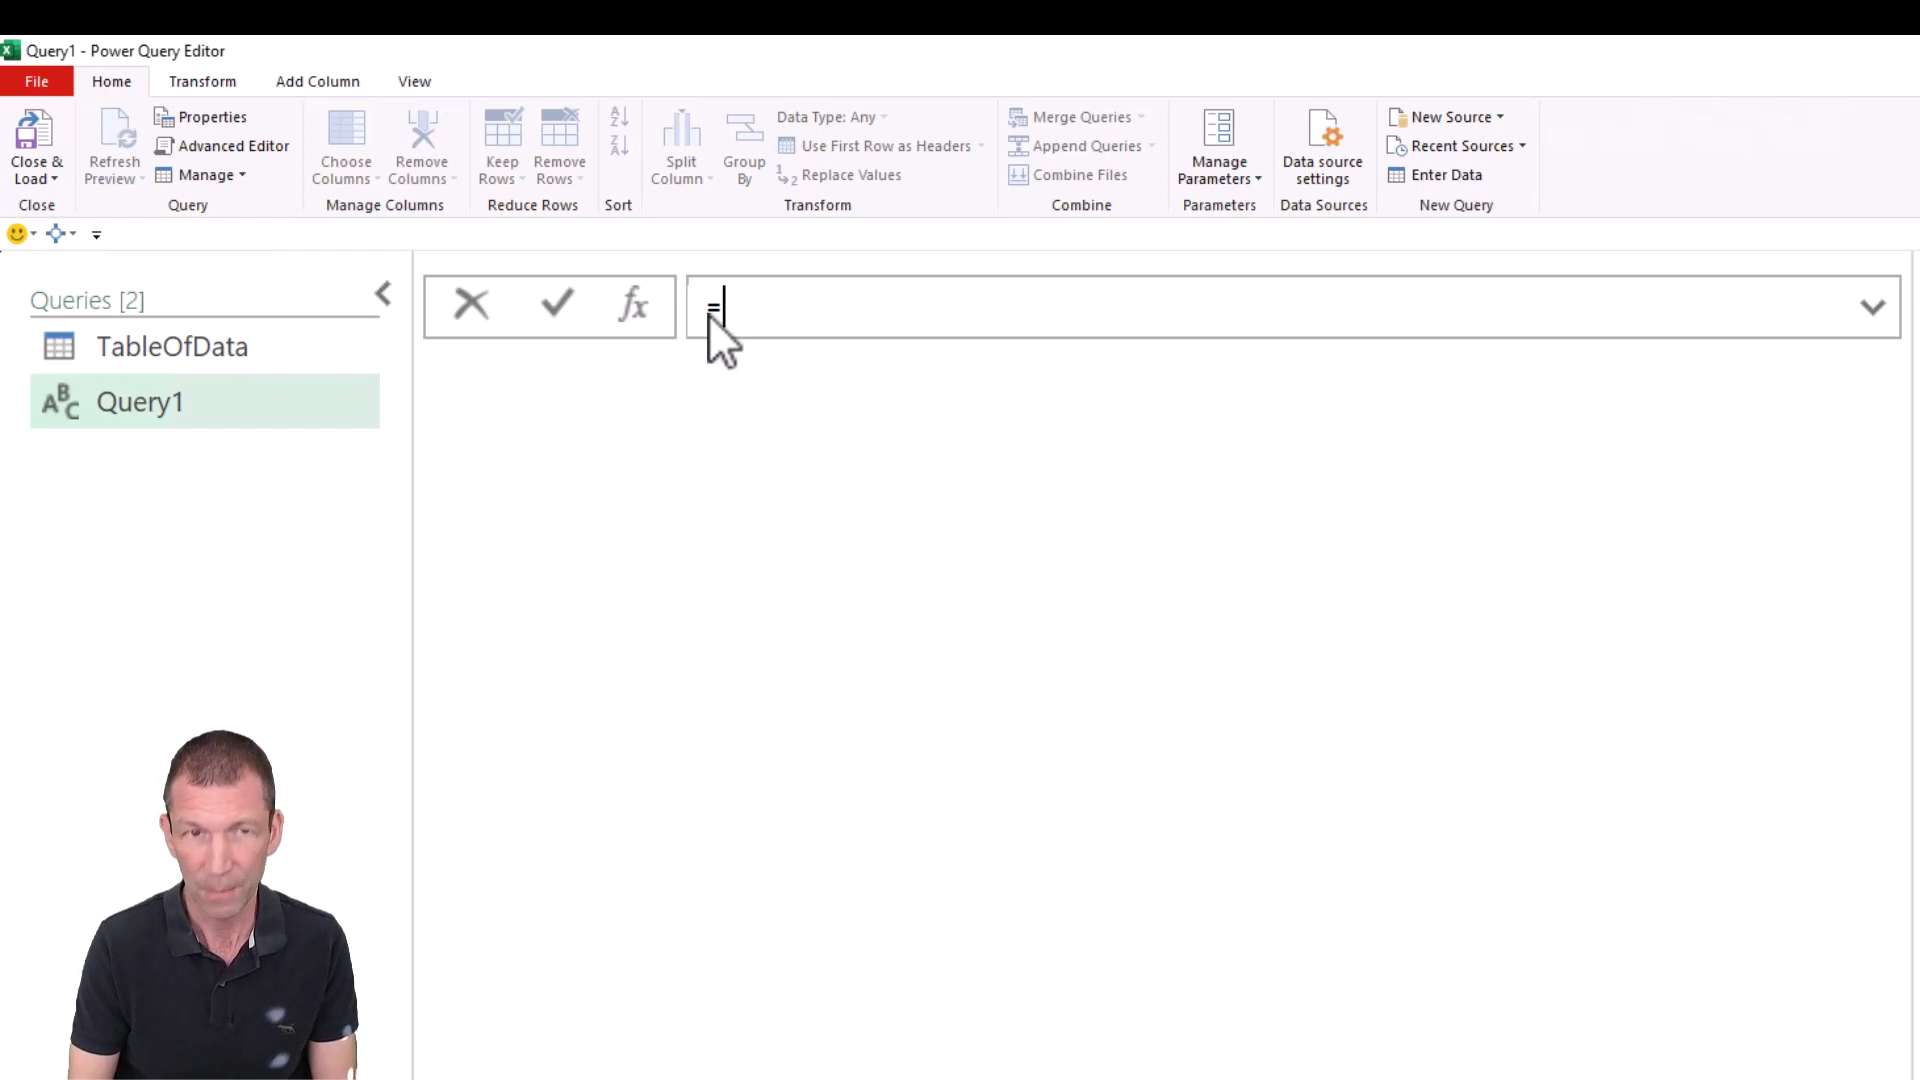 Query1 - Power Query Editor
File Home Transform Add Column View
Close & Load
Refresh Preview
Properties
Advanced Editor
Manage
Choose Columns
Remove Columns
Keep Rows
Remove Rows
A Z
Z A
Split Column
Group By
Data Type: Any
Use First Row as Headers
1 2 Replace Values
Merge Queries
Append Queries
Combine Files
Manage Parameters
Data source settings
New Source
Recent Sources
Enter Data
Close Query Manage Columns Reduce Rows Sort Transform Combine Parameters Data Sources New Query
Queries [2]
fx
=
TableOfData
ABC Query1